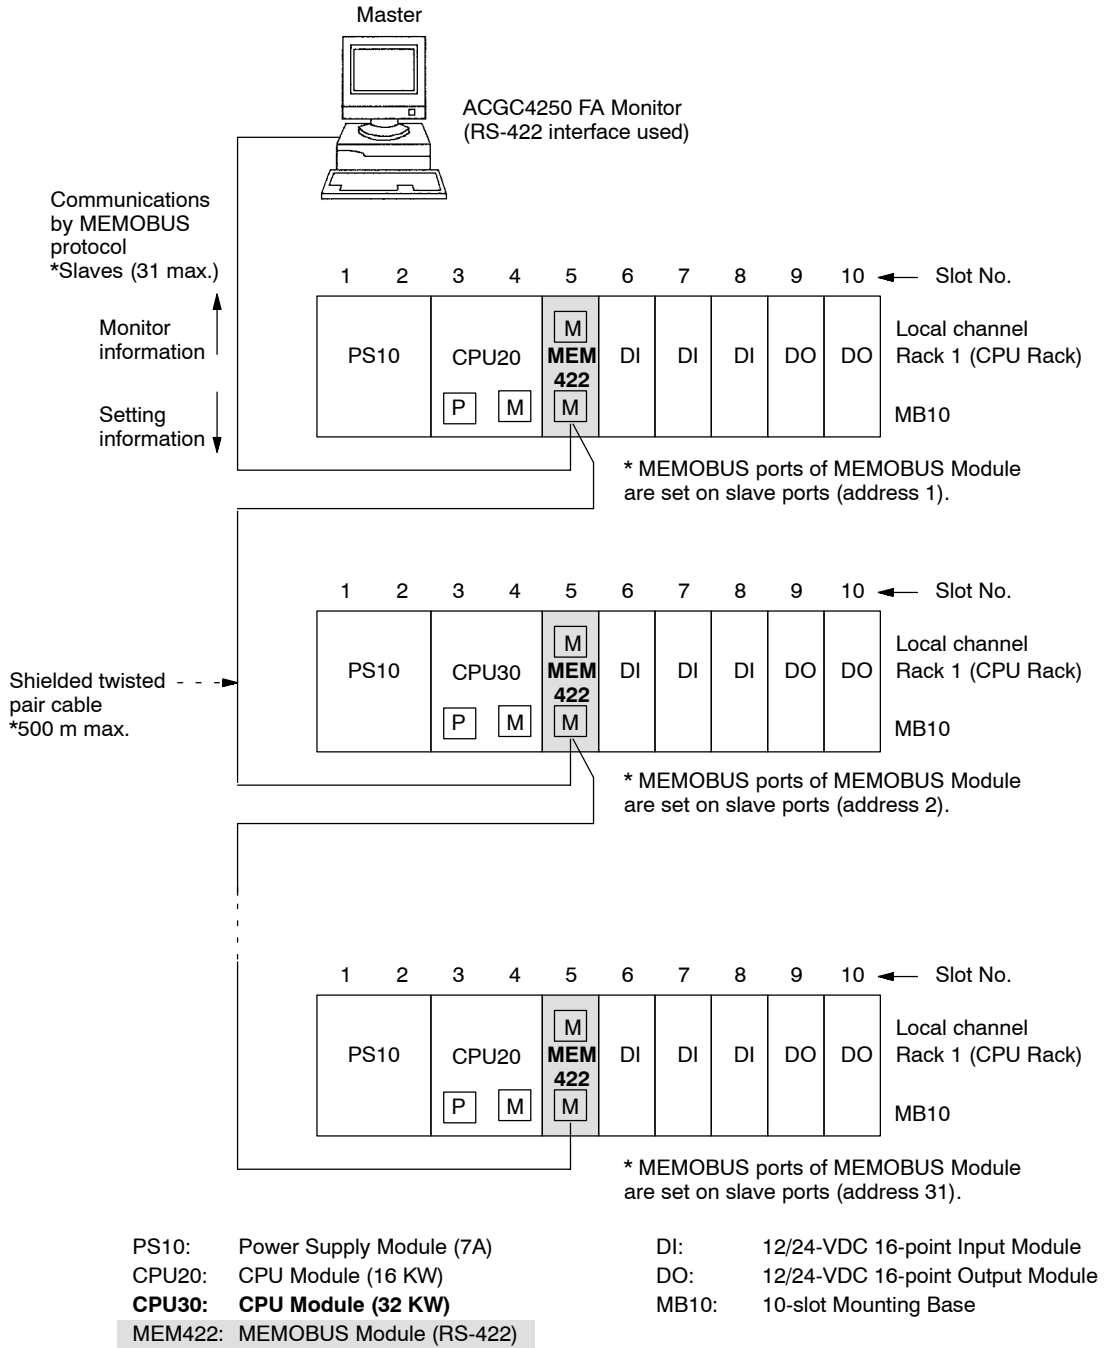 Master
ACGC4250 FA Monitor
(RS-422 interface used)
Communications
by MEMOBUS
protocol
*Slaves (31 max.)
Monitor
information
Setting
information
1 2 3 4 5 6 7 8 9 10 Slot No.
M
PS10 CPU20 MEM DI DI DI DO DO
422
P M M
Local channel
Rack 1 (CPU Rack)
MB10
* MEMOBUS ports of MEMOBUS Module
are set on slave ports (address 1).
1 2 3 4 5 6 7 8 9 10 Slot No.
M
PS10 CPU30 MEM DI DI DI DO DO
422
P M M
Local channel
Rack 1 (CPU Rack)
MB10
Shielded twisted
pair cable
*500 m max.
* MEMOBUS ports of MEMOBUS Module
are set on slave ports (address 2).
1 2 3 4 5 6 7 8 9 10 Slot No.
M
PS10 CPU20 MEM DI DI DI DO DO
422
P M M
Local channel
Rack 1 (CPU Rack)
MB10
* MEMOBUS ports of MEMOBUS Module
are set on slave ports (address 31).
PS10: Power Supply Module (7A)
CPU20: CPU Module (16 KW)
CPU30: CPU Module (32 KW)
MEM422: MEMOBUS Module (RS-422)
DI: 12/24-VDC 16-point Input Module
DO: 12/24-VDC 16-point Output Module
MB10: 10-slot Mounting Base